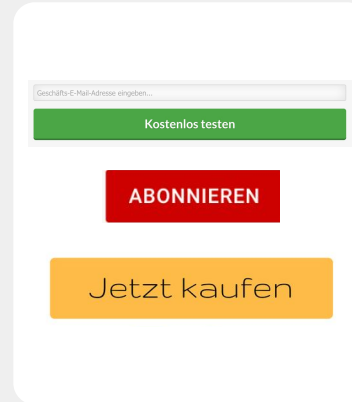 Geschäfts-E-Mail-Adresse eingeben...
Kostenlos testen
ABONNIEREN
Jetzt kaufen